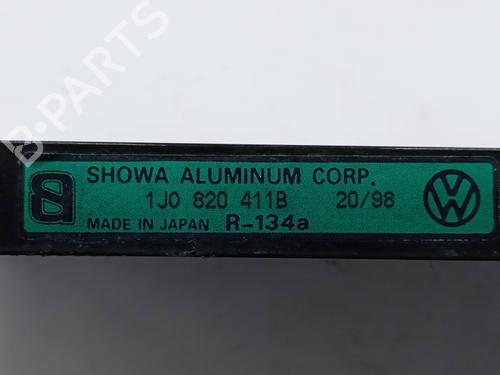 B-PARTS
SHOWA ALUMINUM CORP.
1J0 820 411B 20/98
MADE IN JAPAN R-134a